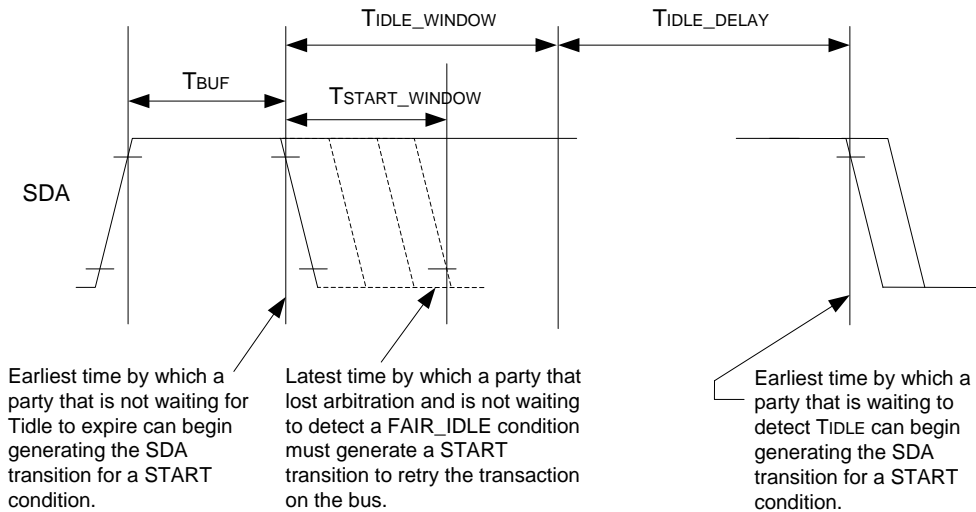 TIDLE_WINDOW
TIDLE_DELAY
TBUF
TSTART_WINDOW
SDA
Earliest time by which a
party that is not waiting for
Tidle to expire can begin
generating the SDA
transition for a START
condition.
Latest time by which a party that
lost arbitration and is not waiting
to detect a FAIR_IDLE condition
must generate a START
transition to retry the transaction
on the bus.
Earliest time by which a
party that is waiting to
detect TIDLE can begin
generating the SDA
transition for a START
condition.